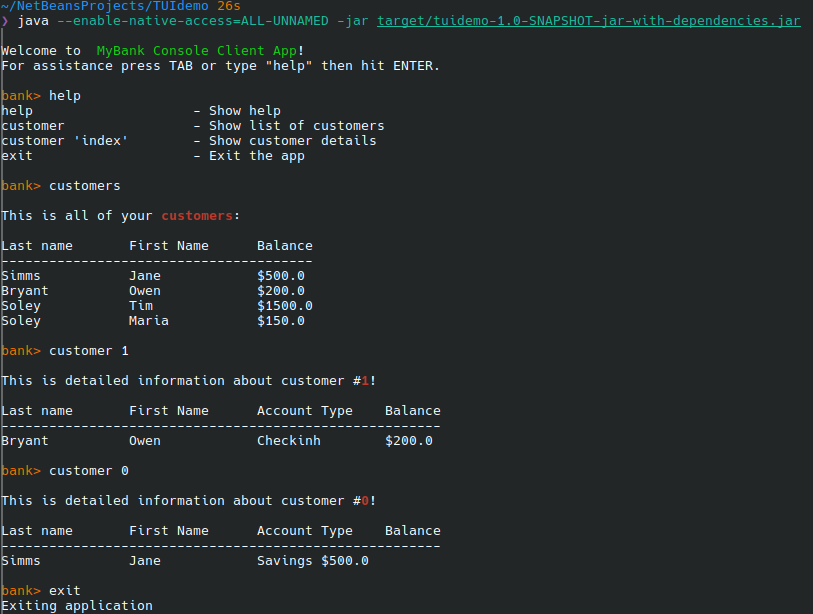 ~/NetBeansProjects/TUIdemo 26s
❯ java --enable-native-access=ALL-UNNAMED -jar target/tuidemo-1.0-SNAPSHOT-jar-with-dependencies.jar
Welcome to  MyBank Console Client App!
For assistance press TAB or type "help" then hit ENTER.
bank> help
help                    - Show help
customer                - Show list of customers
customer 'index'        - Show customer details
exit                    - Exit the app
bank> customers
This is all of your customers:
Last name       First Name      Balance
---------------------------------------
Simms           Jane            $500.0
Bryant          Owen            $200.0
Soley           Tim             $1500.0
Soley           Maria           $150.0
bank> customer 1
This is detailed information about customer #1!
Last name       First Name      Account Type    Balance
-------------------------------------------------------
Bryant          Owen            Checkinh        $200.0
bank> customer 0
This is detailed information about customer #0!
Last name       First Name      Account Type    Balance
-------------------------------------------------------
Simms           Jane            Savings $500.0
bank> exit
Exiting application